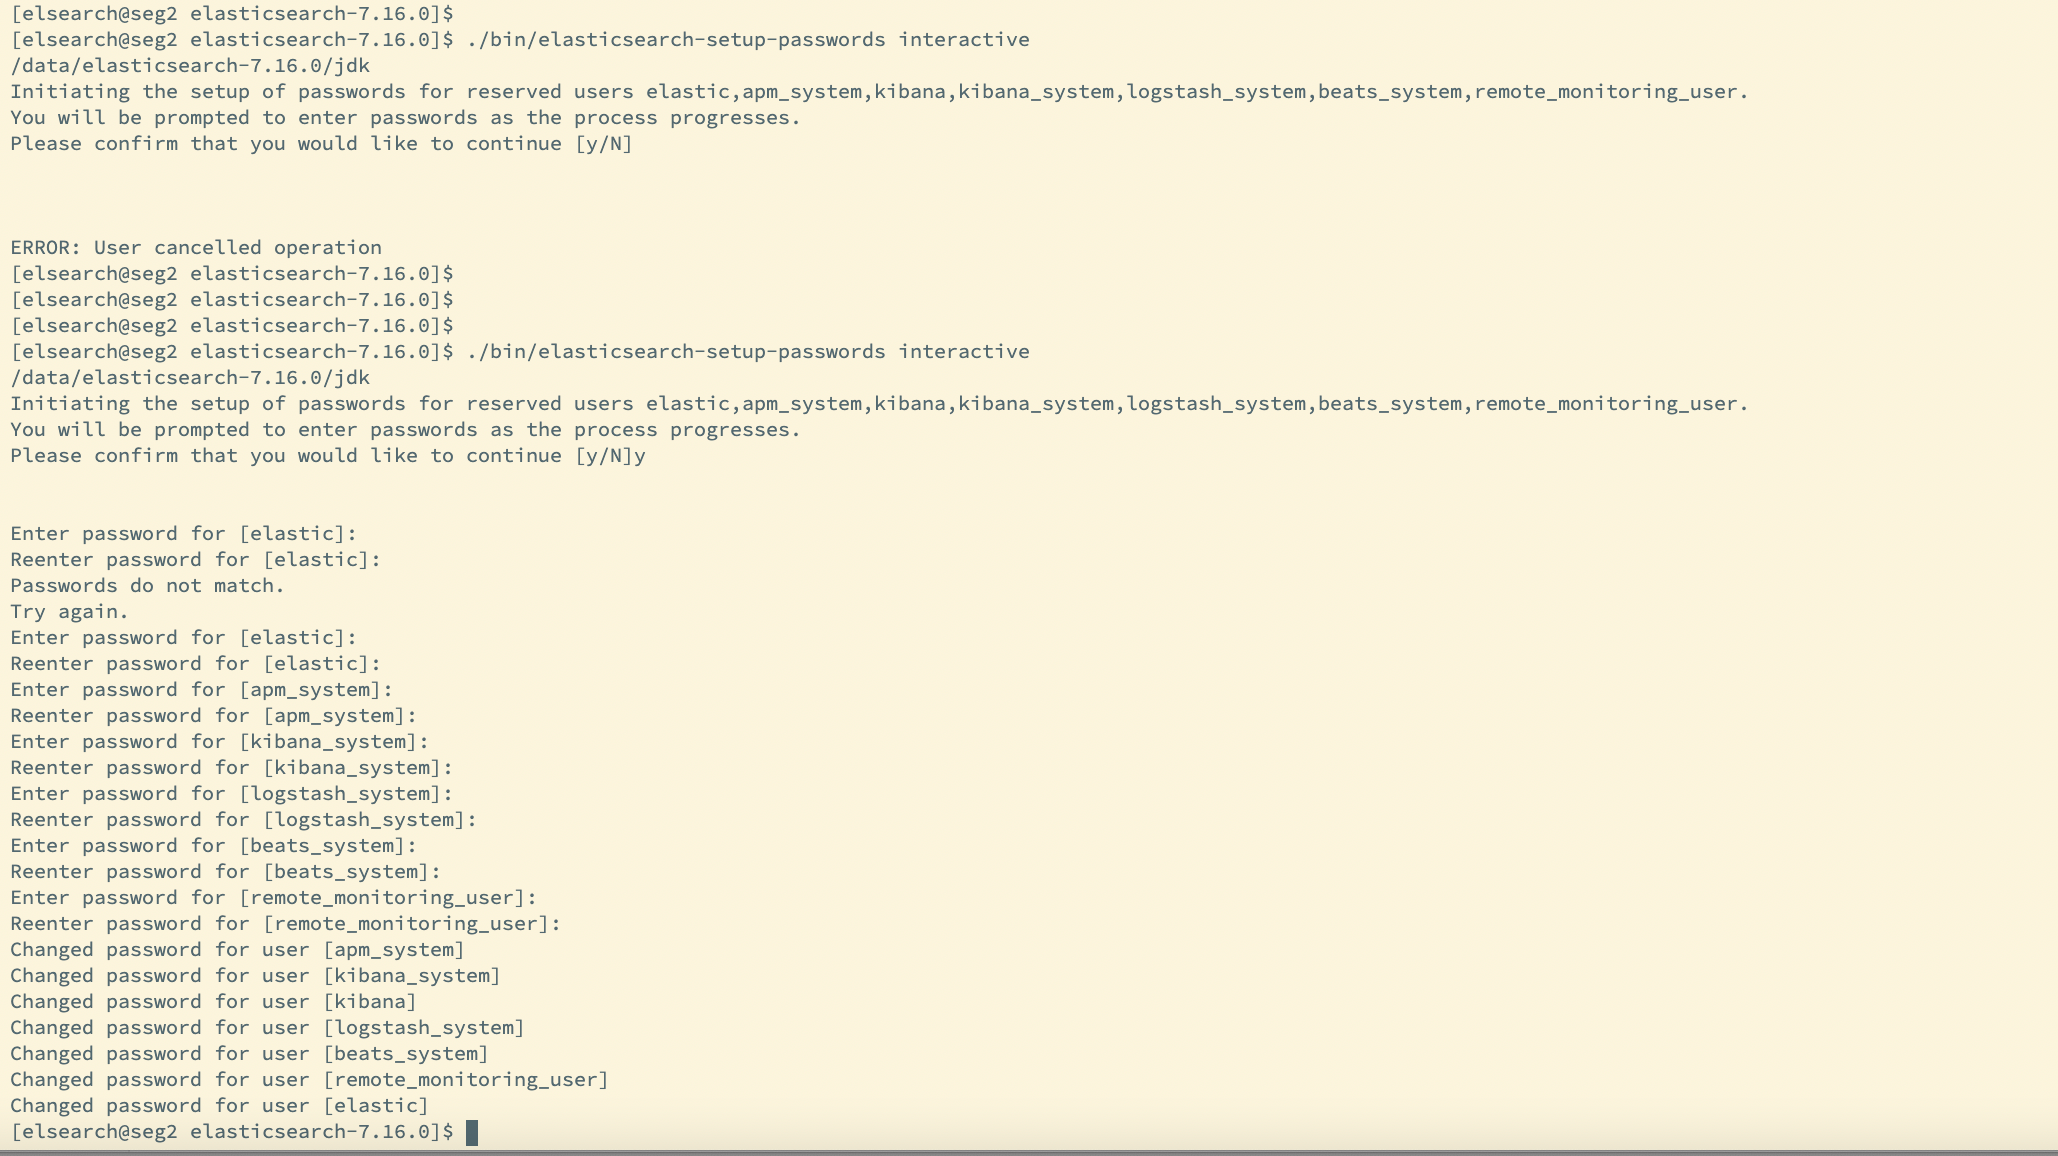 [elsearch@seg2 elasticsearch-7.16.0]$
[elsearch@seg2 elasticsearch-7.16.0]$ ./bin/elasticsearch-setup-passwords interactive
/data/elasticsearch-7.16.0/jdk
Initiating the setup of passwords for reserved users elastic,apm_system,kibana,kibana_system,logstash_system,beats_system,remote_monitoring_user.
You will be prompted to enter passwords as the process progresses.
Please confirm that you would like to continue [y/N]
ERROR: User cancelled operation
[elsearch@seg2 elasticsearch-7.16.0]$
[elsearch@seg2 elasticsearch-7.16.0]$
[elsearch@seg2 elasticsearch-7.16.0]$
[elsearch@seg2 elasticsearch-7.16.0]$ ./bin/elasticsearch-setup-passwords interactive
/data/elasticsearch-7.16.0/jdk
Initiating the setup of passwords for reserved users elastic,apm_system,kibana,kibana_system,logstash_system,beats_system,remote_monitoring_user.
You will be prompted to enter passwords as the process progresses.
Please confirm that you would like to continue [y/N]y
Enter password for [elastic]:
Reenter password for [elastic]:
Passwords do not match.
Try again.
Enter password for [elastic]:
Reenter password for [elastic]:
Enter password for [apm_system]:
Reenter password for [apm_system]:
Enter password for [kibana_system]:
Reenter password for [kibana_system]:
Enter password for [logstash_system]:
Reenter password for [logstash_system]:
Enter password for [beats_system]:
Reenter password for [beats_system]:
Enter password for [remote_monitoring_user]:
Reenter password for [remote_monitoring_user]:
Changed password for user [apm_system]
Changed password for user [kibana_system]
Changed password for user [kibana]
Changed password for user [logstash_system]
Changed password for user [beats_system]
Changed password for user [remote_monitoring_user]
Changed password for user [elastic]
[elsearch@seg2 elasticsearch-7.16.0]$